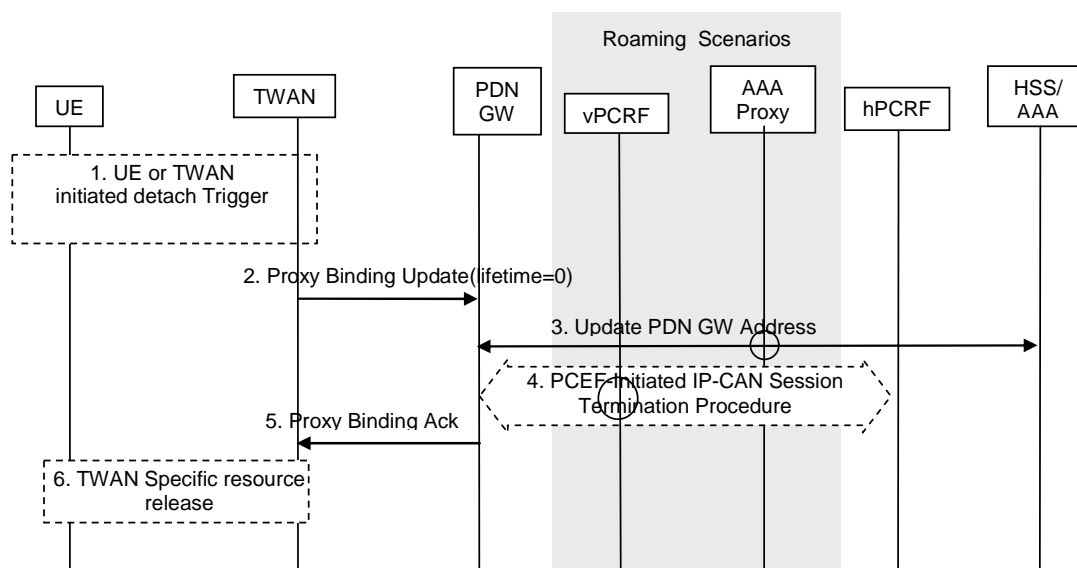 Roaming Scenarios
UE
TWAN
PDN
GW
vPCRF
AAA
Proxy
hPCRF
HSS/
AAA
1. UE or TWAN
initiated detach Trigger
2. Proxy Binding Update(lifetime=0)
3. Update PDN GW Address
4. PCEF-Initiated IP-CAN Session
Termination Procedure
5. Proxy Binding Ack
6. TWAN Specific resource
release